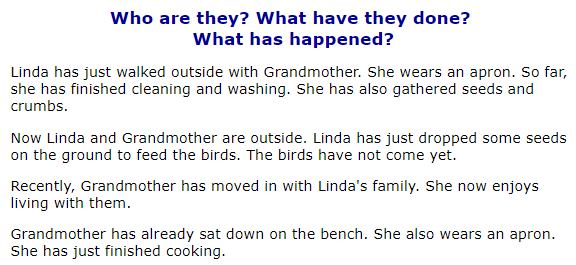 Who are they? What have they done?
What has happened?
Linda has just walked outside with Grandmother. She wears an apron. So far,
she has finished cleaning and washing. She has also gathered seeds and
crumbs.
Now Linda and Grandmother are outside. Linda has just dropped some seeds
on the ground to feed the birds. The birds have not come yet.
Recently, Grandmother has moved in with Linda's family. She now enjoys
living with them.
Grandmother has already sat down on the bench. She also wears an apron.
She has just finished cooking.